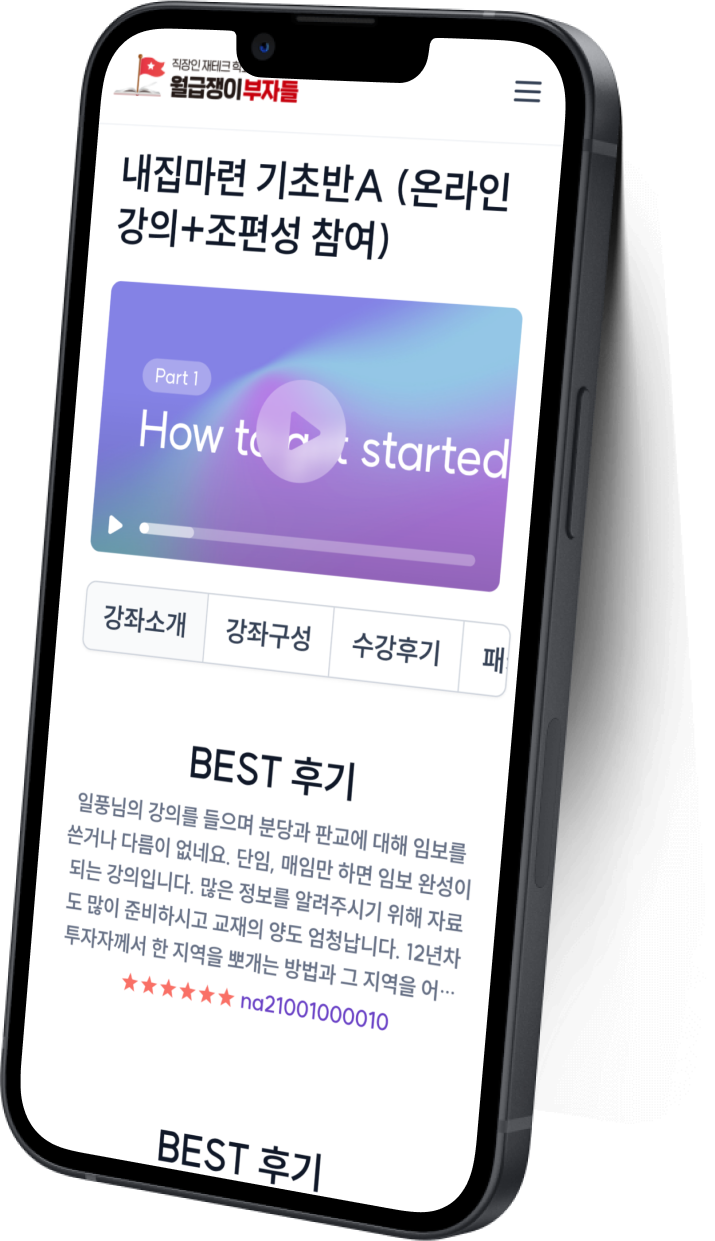 직장인 재테크
월급쟁이부자들
내집마련 기초반A (온라인
강의+조편성 참여)
Part 1
How to get started
강좌소개
강좌구성
수강후기
패
BEST 후기
일풍님의 강의를 들으며 분당과 판교에 대해 임보를
쓴거나 다름이 없네요. 단임, 매임만 하면 임보 완성이
되는 강의입니다. 많은 정보를 알려주시기 위해 자료
도 많이 준비하시고 교재의 양도 엄청납니다. 12년차
투자자께서 한 지역을 뽀개는 방법과 그 지역을 어…
na21001000010
BEST 후기